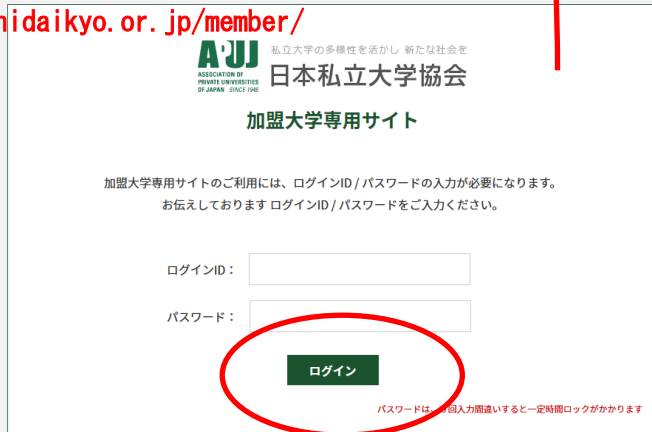 hidaikyo.or.jp/member/
APUJ
ASSOCIATION OF
PRIVATE UNIVERSITIES
OF JAPAN SINCE 1946
私立大学の多様性を活かし 新たな社会を
日本私立大学協会
加盟大学専用サイト
加盟大学専用サイトのご利用には、ログインID / パスワードの入力が必要になります。
お伝えしております ログインID / パスワードをご入力ください。
ログインID：
パスワード：
ログイン
パスワードは、 回入力間違いすると一定時間ロックがかかります